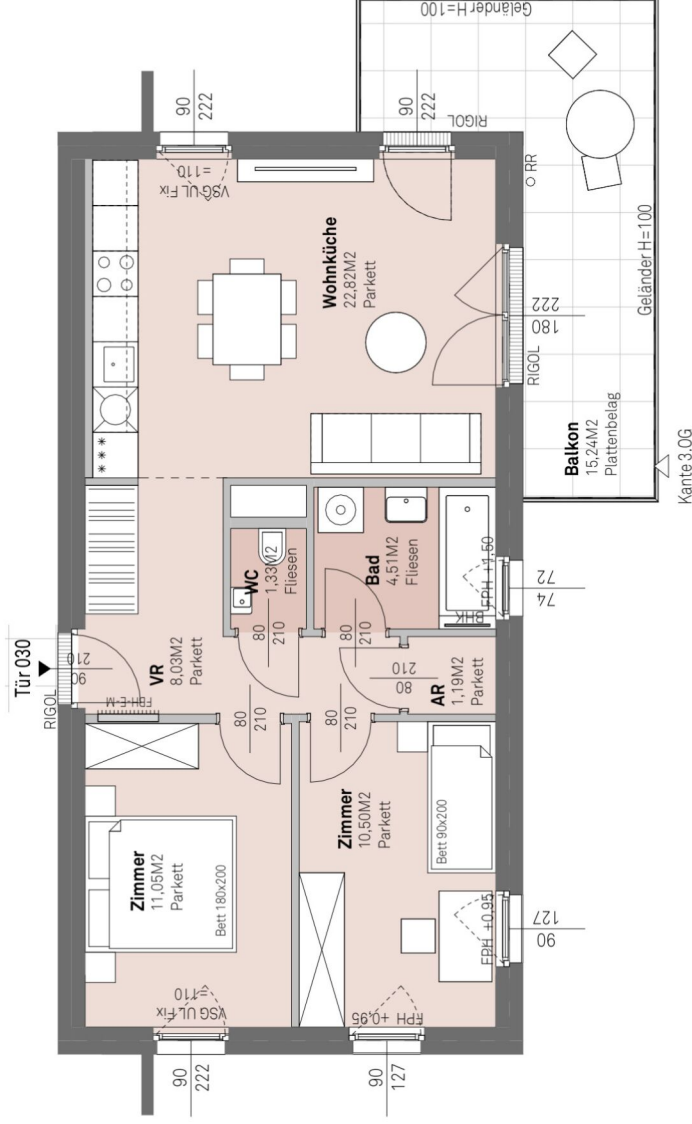 Geländer H=100
90
222
90
222
RIGOL
VSG UL Fix
=110
RR
Wohnküche
22,82M2
Parkett
Geländer H=100
180
222
RIGOL
Balkon
15,24M2
Plattenbelag
Kante 3.OG
***
WC
1,33M2
Fliesen
Bad
4,51M2
Fliesen
FPH +1,50
BHK
74
72
Tür 030
RIGOL
90
210
VR
8,03M2
Parkett
FBH-E-M
80
210
80
210
80
210
AR
1,19M2
Parkett
80
210
80
210
Zimmer
11,05M2
Parkett
Bett 180x200
Zimmer
10,50M2
Parkett
Bett 90x200
FPH +0,95
90
127
VSG UL Fix
=110
FPH +0,95
90
222
90
127